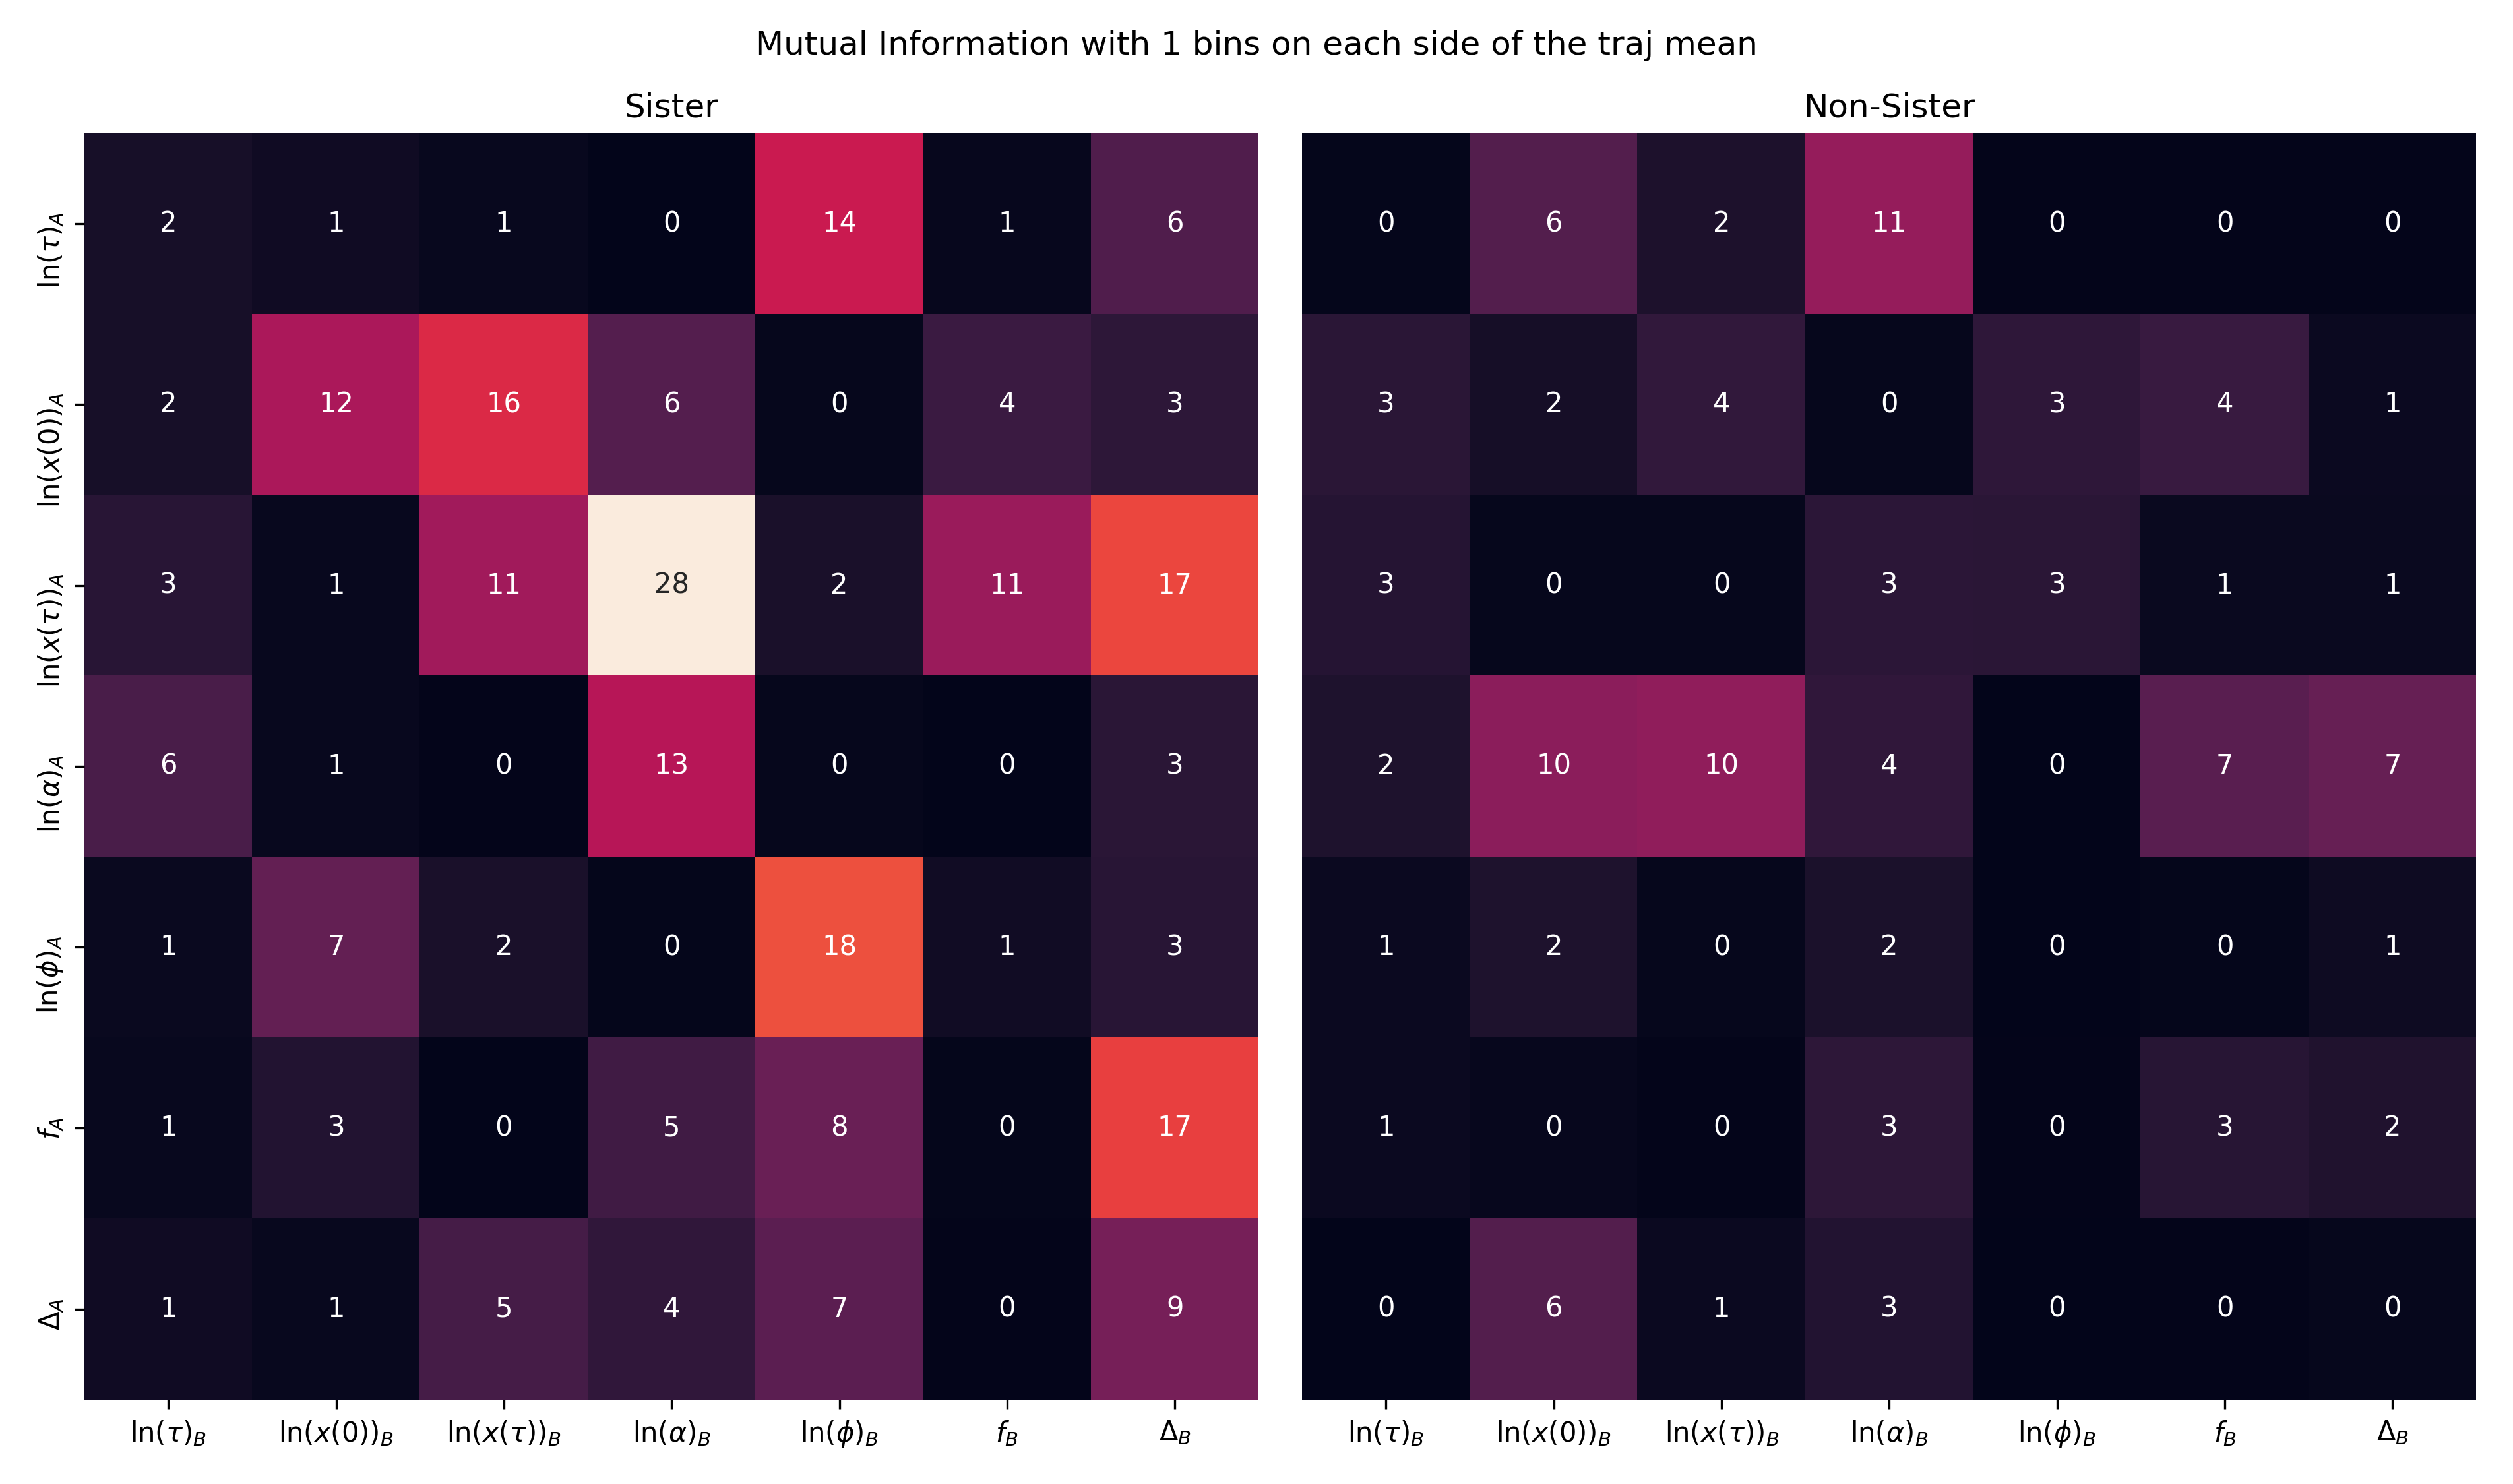 Mutual Information with 1 bins on each side of the traj mean
Sister Non-Sister
ln(τ)A 2 1 1 0 14 1 6 0 6 2 11 0 0 0
ln(x(0))A 2 12 16 6 0 4 3 3 2 4 0 3 4 1
ln(x(τ))A 3 1 11 28 2 11 17 3 0 0 3 3 1 1
ln(α)A 6 1 0 13 0 0 3 2 10 10 4 0 7 7
ln(ϕ)A 1 7 2 0 18 1 3 1 2 0 2 0 0 1
fA 1 3 0 5 8 0 17 1 0 0 3 0 3 2
ΔA 1 1 5 4 7 0 9 0 6 1 3 0 0 0
ln(τ)B ln(x(0))B ln(x(τ))B ln(α)B ln(ϕ)B fB ΔB ln(τ)B ln(x(0))B ln(x(τ))B ln(α)B ln(ϕ)B fB ΔB